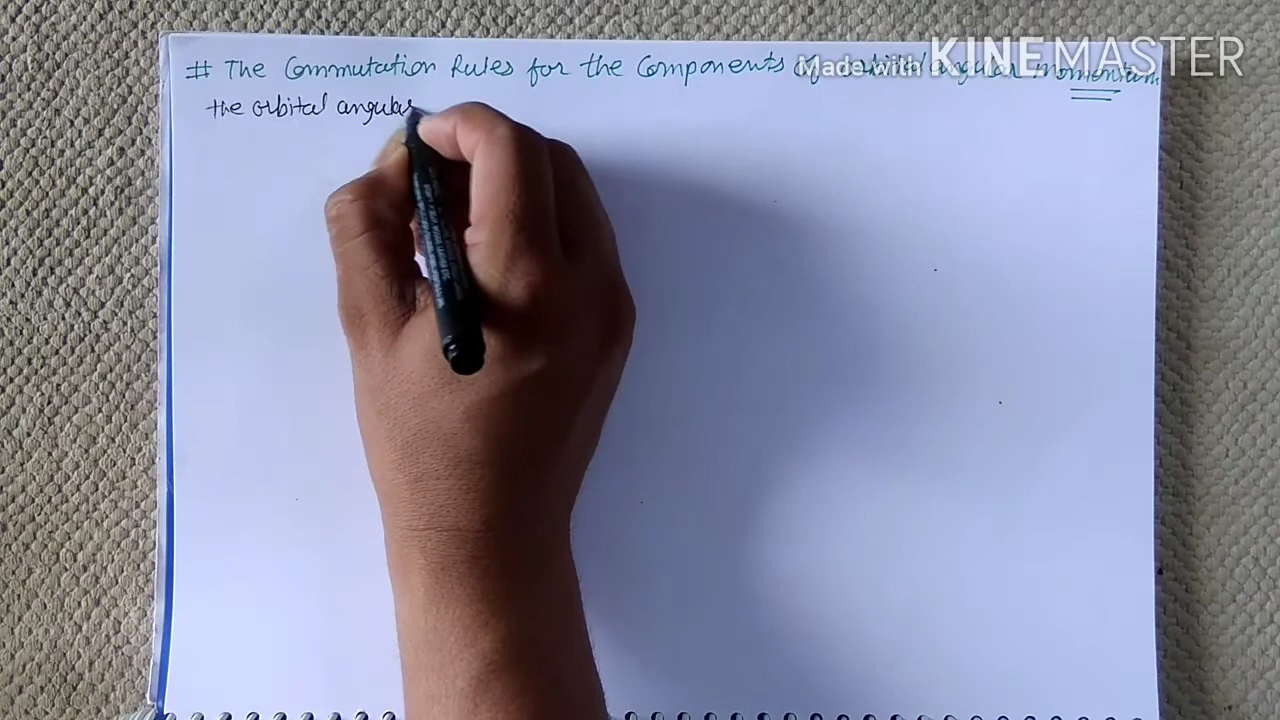 # The Commutation Rules for the Components of orbital angular momentum
Made with KINEMASTER
the orbital angular